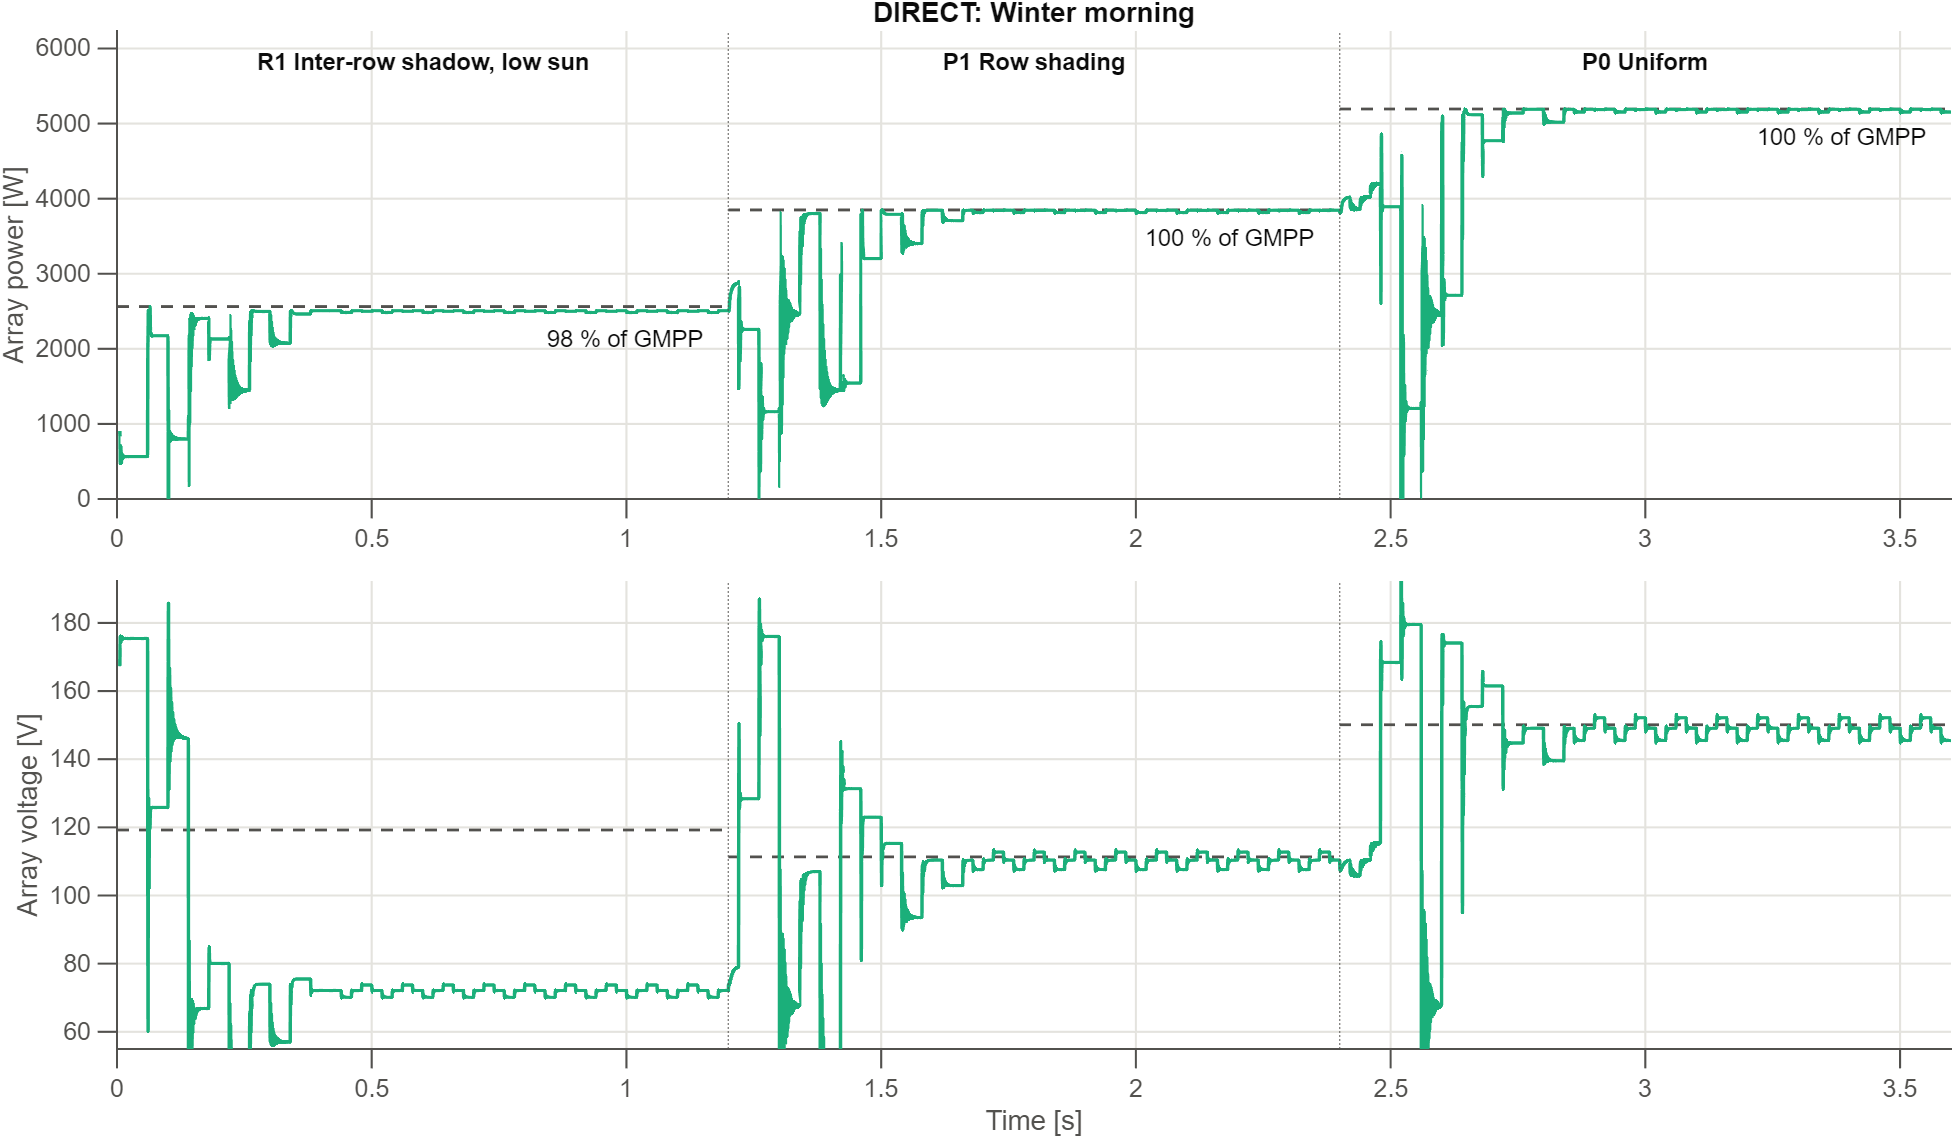 DIRECT: Winter morning
R1 Inter-row shadow, low sun
P1 Row shading
P0 Uniform
Array power [W]
6000
5000
4000
3000
2000
1000
0
98 % of GMPP
100 % of GMPP
100 % of GMPP
0 0.5 1 1.5 2 2.5 3 3.5
Array voltage [V]
180
160
140
120
100
80
60
0 0.5 1 1.5 2 2.5 3 3.5
Time [s]